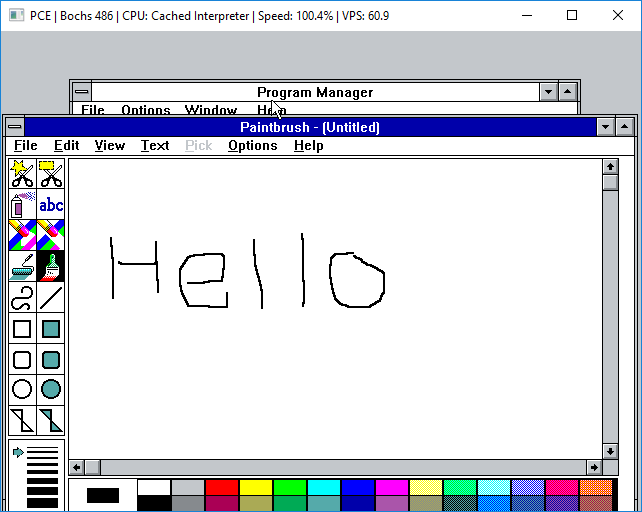 PCE | Bochs 486 | CPU: Cached Interpreter | Speed: 100.4% | VPS: 60.9
Program Manager
File Options Window Help
Paintbrush - (Untitled)
File Edit View Text Pick Options Help
abc
Hello